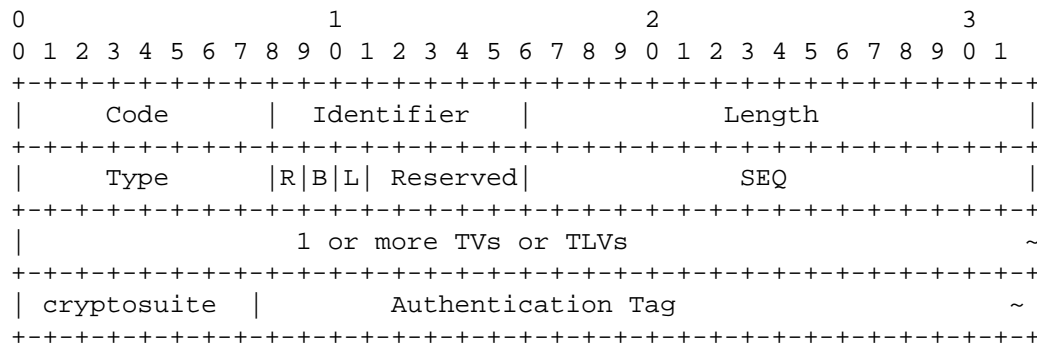 0                   1                   2                   3
0 1 2 3 4 5 6 7 8 9 0 1 2 3 4 5 6 7 8 9 0 1 2 3 4 5 6 7 8 9 0 1
+-+-+-+-+-+-+-+-+-+-+-+-+-+-+-+-+-+-+-+-+-+-+-+-+-+-+-+-+-+-+-+-+
|     Code      |  Identifier   |            Length             |
+-+-+-+-+-+-+-+-+-+-+-+-+-+-+-+-+-+-+-+-+-+-+-+-+-+-+-+-+-+-+-+-+
|     Type      |R|B|L| Reserved|             SEQ               |
+-+-+-+-+-+-+-+-+-+-+-+-+-+-+-+-+-+-+-+-+-+-+-+-+-+-+-+-+-+-+-+-+
|                 1 or more TVs or TLVs                         ~
+-+-+-+-+-+-+-+-+-+-+-+-+-+-+-+-+-+-+-+-+-+-+-+-+-+-+-+-+-+-+-+-+
| cryptosuite  |        Authentication Tag                     ~
+-+-+-+-+-+-+-+-+-+-+-+-+-+-+-+-+-+-+-+-+-+-+-+-+-+-+-+-+-+-+-+-+